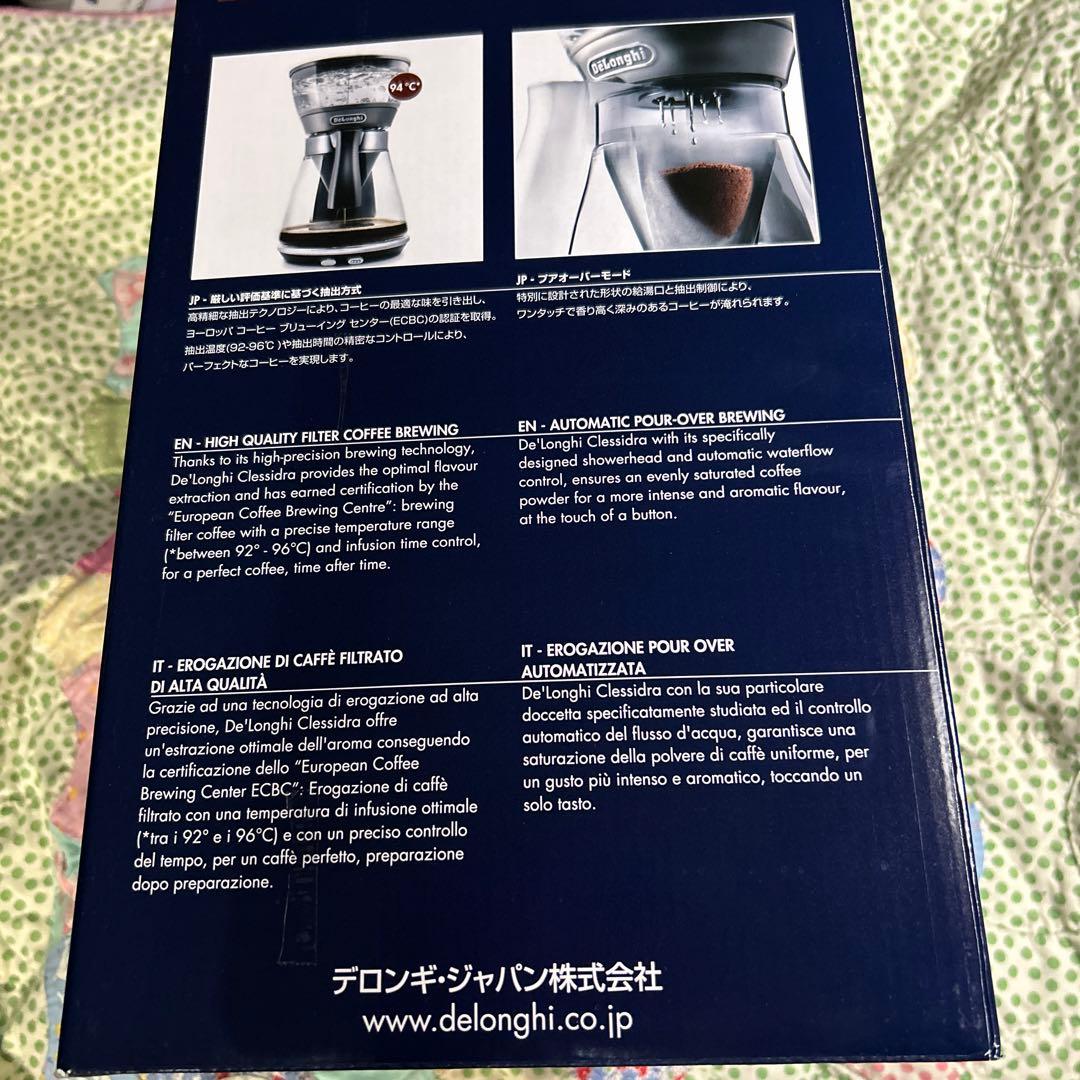 94°C*
DeLonghi
DeLonghi
JP - 厳しい評価基準に基づく抽出方式
高精細な抽出テクノロジーにより、コーヒーの最適な味を引き出し、
ヨーロッパ コーヒー ブリューイング センター(ECBC)の認証を取得。
抽出温度(92-96℃)や抽出時間の精密なコントロールにより、
パーフェクトなコーヒーを実現します。
JP - プアオーバーモード
特別に設計された形状の給湯口と抽出制御により、
ワンタッチで香り高く深みのあるコーヒーが淹れられます。
EN - HIGH QUALITY FILTER COFFEE BREWING
Thanks to its high-precision brewing technology,
De'Longhi Clessidra provides the optimal flavour
extraction and has earned certification by the
“European Coffee Brewing Centre”: brewing
filter coffee with a precise temperature range
(*between 92° - 96°C) and infusion time control,
for a perfect coffee, time after time.
EN - AUTOMATIC POUR-OVER BREWING
De'Longhi Clessidra with its specifically
designed showerhead and automatic waterflow
control, ensures an evenly saturated coffee
powder for a more intense and aromatic flavour,
at the touch of a button.
IT - EROGAZIONE DI CAFFÈ FILTRATO
DI ALTA QUALITÀ
Grazie ad una tecnologia di erogazione ad alta
precisione, De'Longhi Clessidra offre
un'estrazione ottimale dell'aroma conseguendo
la certificazione dello “European Coffee
Brewing Center ECBC”: Erogazione di caffè
filtrato con una temperatura di infusione ottimale
(*tra i 92° e i 96°C) e con un preciso controllo
del tempo, per un caffè perfetto, preparazione
dopo preparazione.
IT - EROGAZIONE POUR OVER
AUTOMATIZZATA
De'Longhi Clessidra con la sua particolare
doccetta specificatamente studiata ed il controllo
automatico del flusso d'acqua, garantisce una
saturazione della polvere di caffè uniforme, per
un gusto più intenso e aromatico, toccando un
solo tasto.
デロンギ・ジャパン株式会社
www.delonghi.co.jp